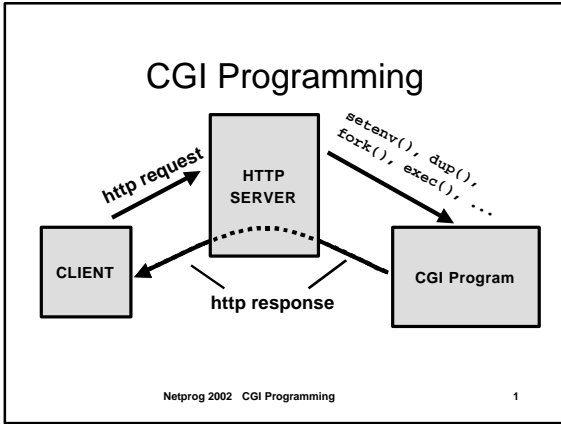 CGI Programming
setenv(), dup(),
fork(), exec(), ...
http request
HTTP
SERVER
CLIENT
CGI Program
http response
Netprog 2002 CGI Programming
1